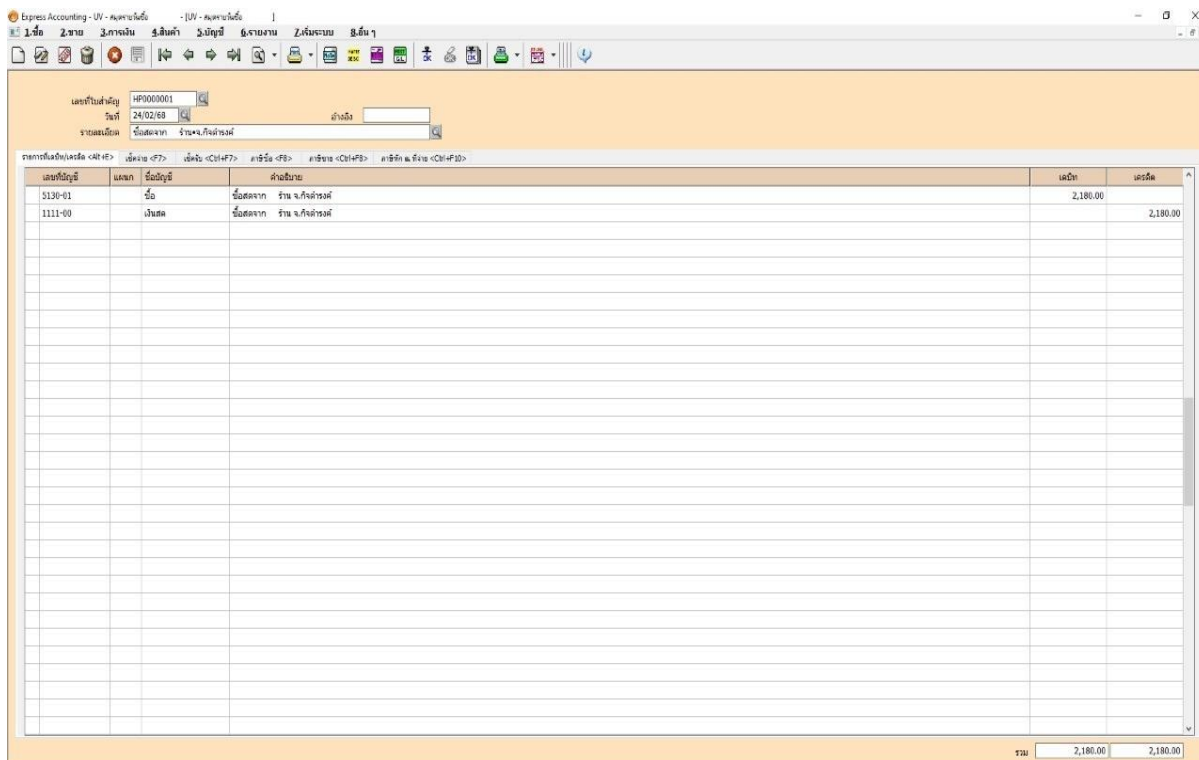 Express Accounting - UV - สมุดรายวันซื้อ - [UV - สมุดรายวันซื้อ ]
1.ซื้อ 2.ขาย 3.การเงิน 4.สินค้า 5.บัญชี 6.รายงาน 7.เริ่มระบบ 8.อื่น ๆ
เลขที่ใบสำคัญ HP0000001
วันที่ 24/02/68 อ้างอิง
รายละเอียด ซื้อสดจาก ร้าน•จ.กิจดำรงค์
รายการที่เดบิท/เครดิต <Alt+E> เช็คจ่าย <F7> เช็ครับ <Ctrl+F7> ภาษีซื้อ <F8> ภาษีขาย <Ctrl+F8> ภาษีหัก ณ ที่จ่าย <Ctrl+F10>
เลขที่บัญชี แผนก ชื่อบัญชี คำอธิบาย เดบิท เครดิต
5130-01 ซื้อ ซื้อสดจาก ร้าน จ.กิจดำรงค์ 2,180.00
1111-00 เงินสด ซื้อสดจาก ร้าน จ.กิจดำรงค์ 2,180.00
รวม 2,180.00 2,180.00